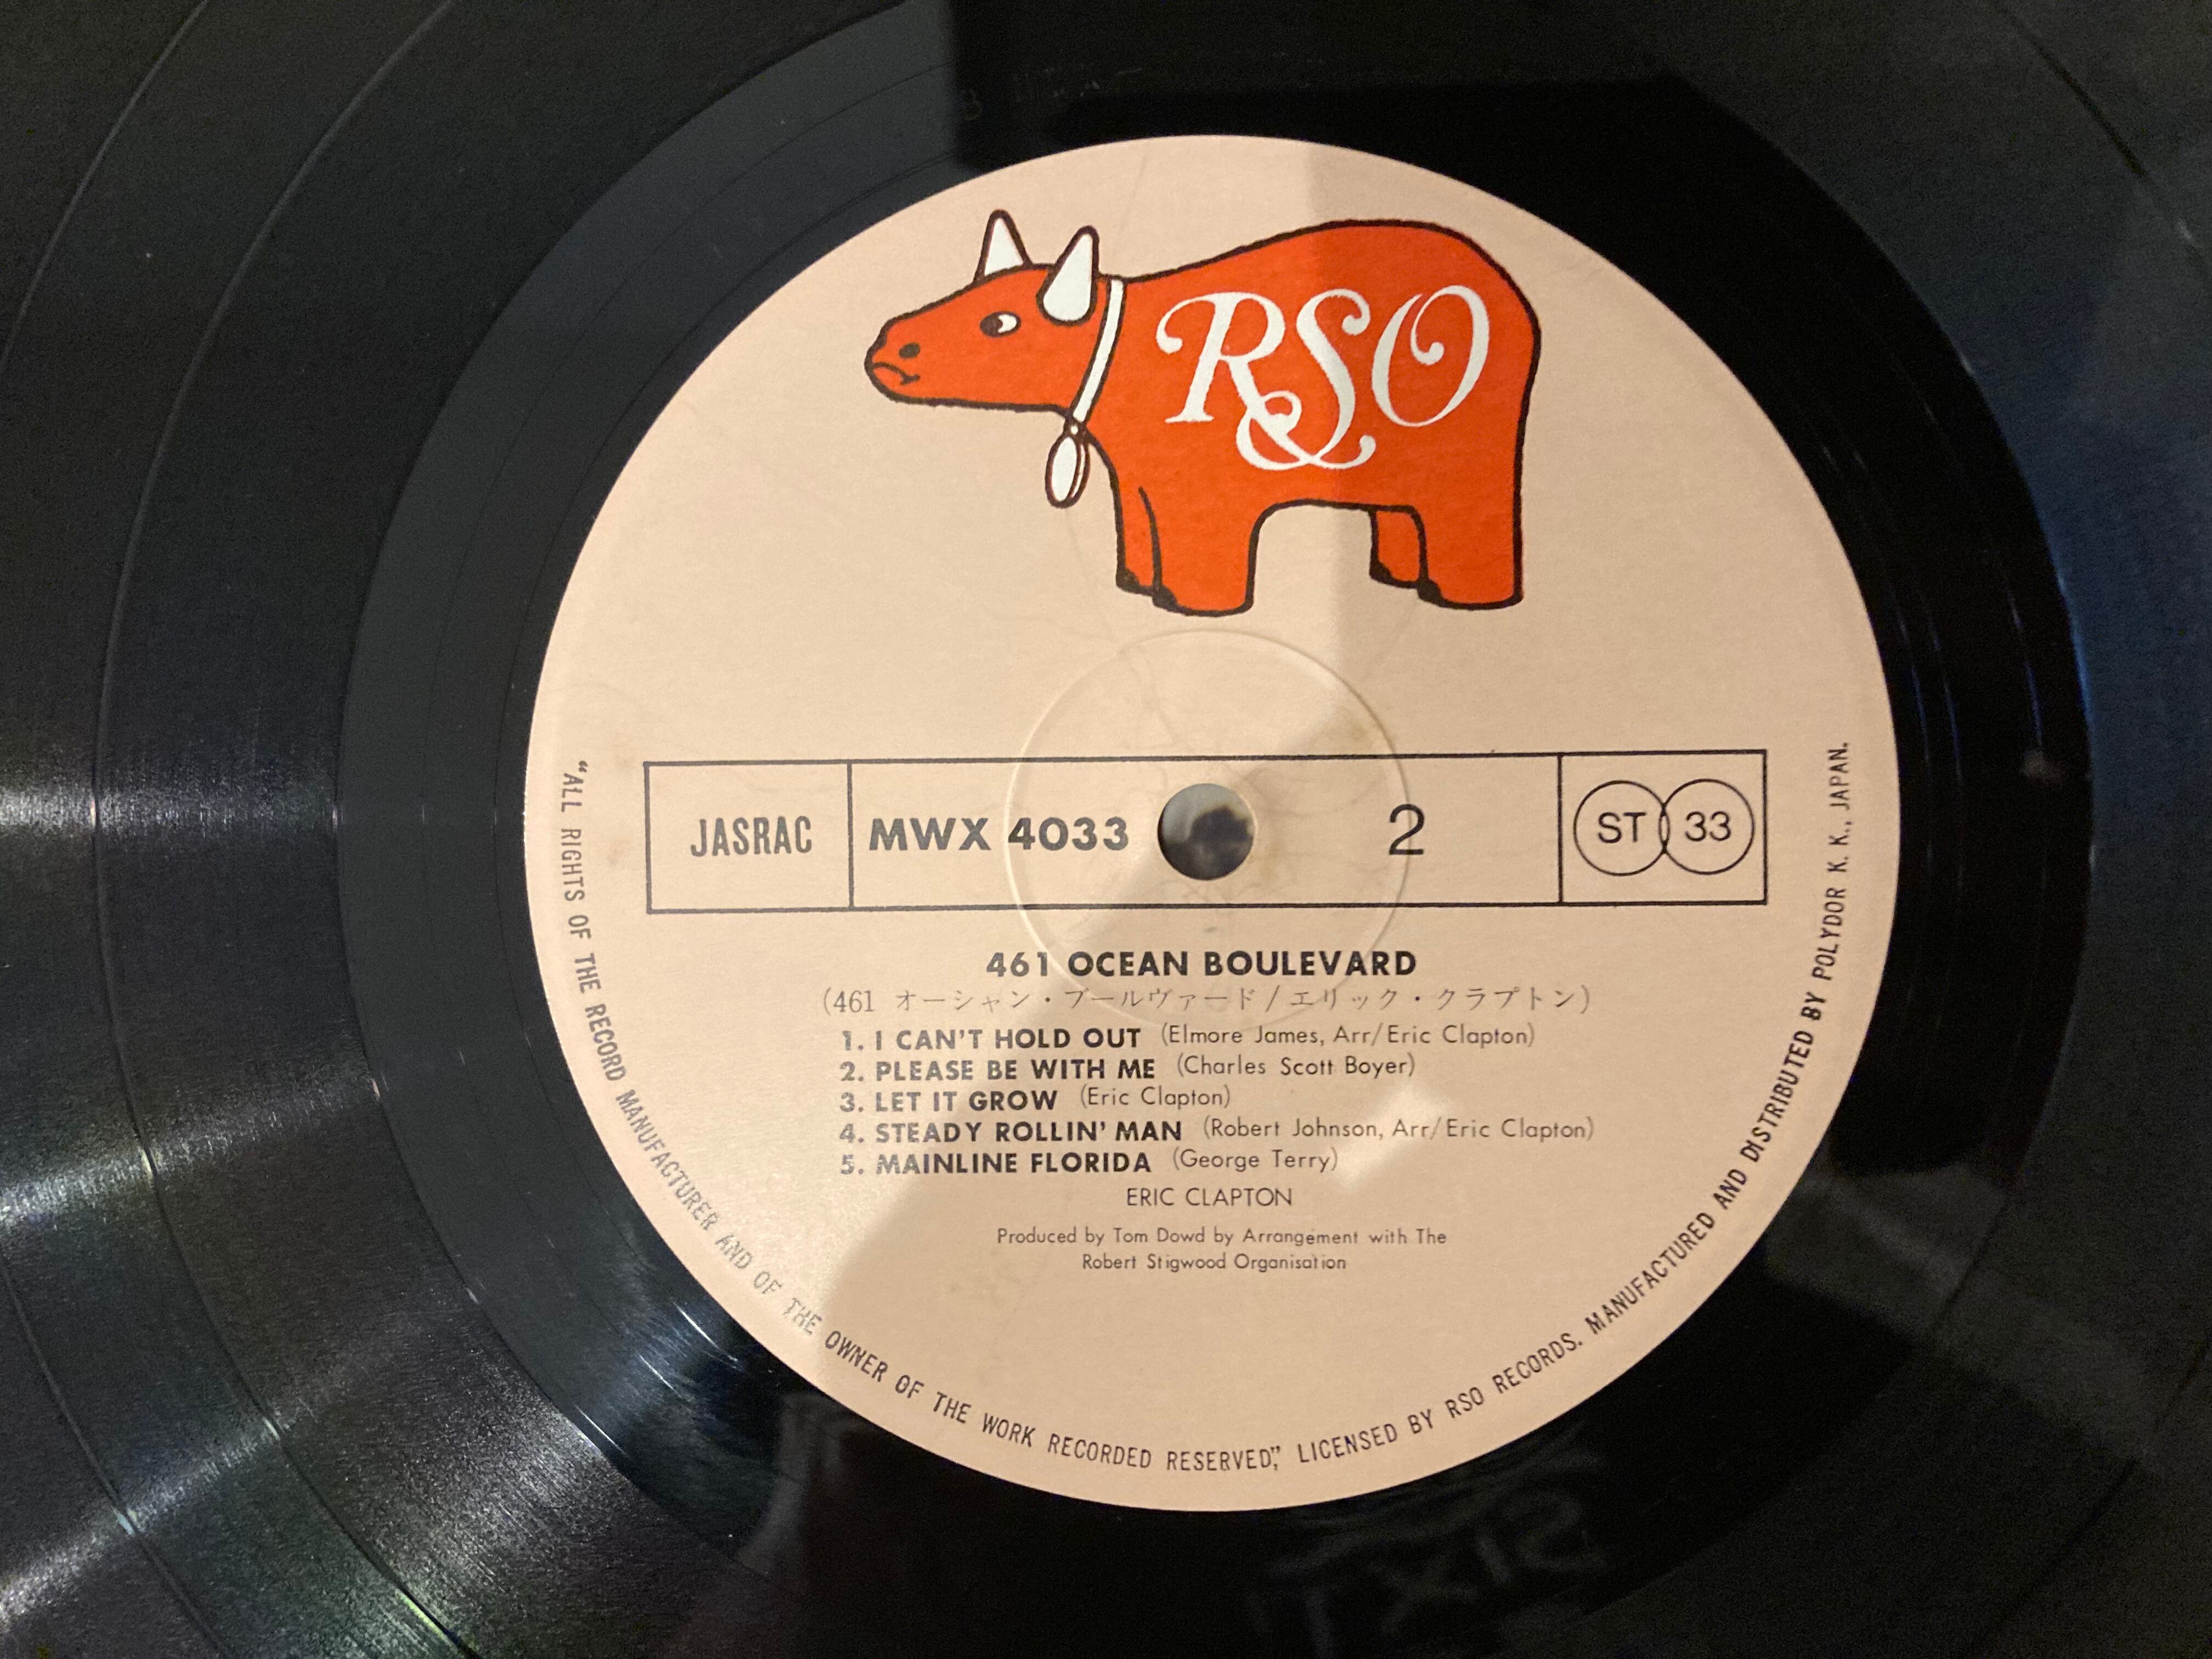 RSO
JASRAC MWX 4033 2 ST 33
461 OCEAN BOULEVARD
(461 オーシャン・ブールヴァード/エリック・クラプトン)
1. I CAN'T HOLD OUT (Elmore James, Arr/Eric Clapton)
2. PLEASE BE WITH ME (Charles Scott Boyer)
3. LET IT GROW (Eric Clapton)
4. STEADY ROLLIN' MAN (Robert Johnson, Arr/Eric Clapton)
5. MAINLINE FLORIDA (George Terry)
ERIC CLAPTON
Produced by Tom Dowd by Arrangement with The
Robert Stigwood Organisation
"ALL RIGHTS OF THE RECORD MANUFACTURER AND OF THE OWNER OF THE WORK RECORDED RESERVED", LICENSED BY RSO RECORDS. MANUFACTURED AND DISTRIBUTED BY POLYDOR K. K., JAPAN.